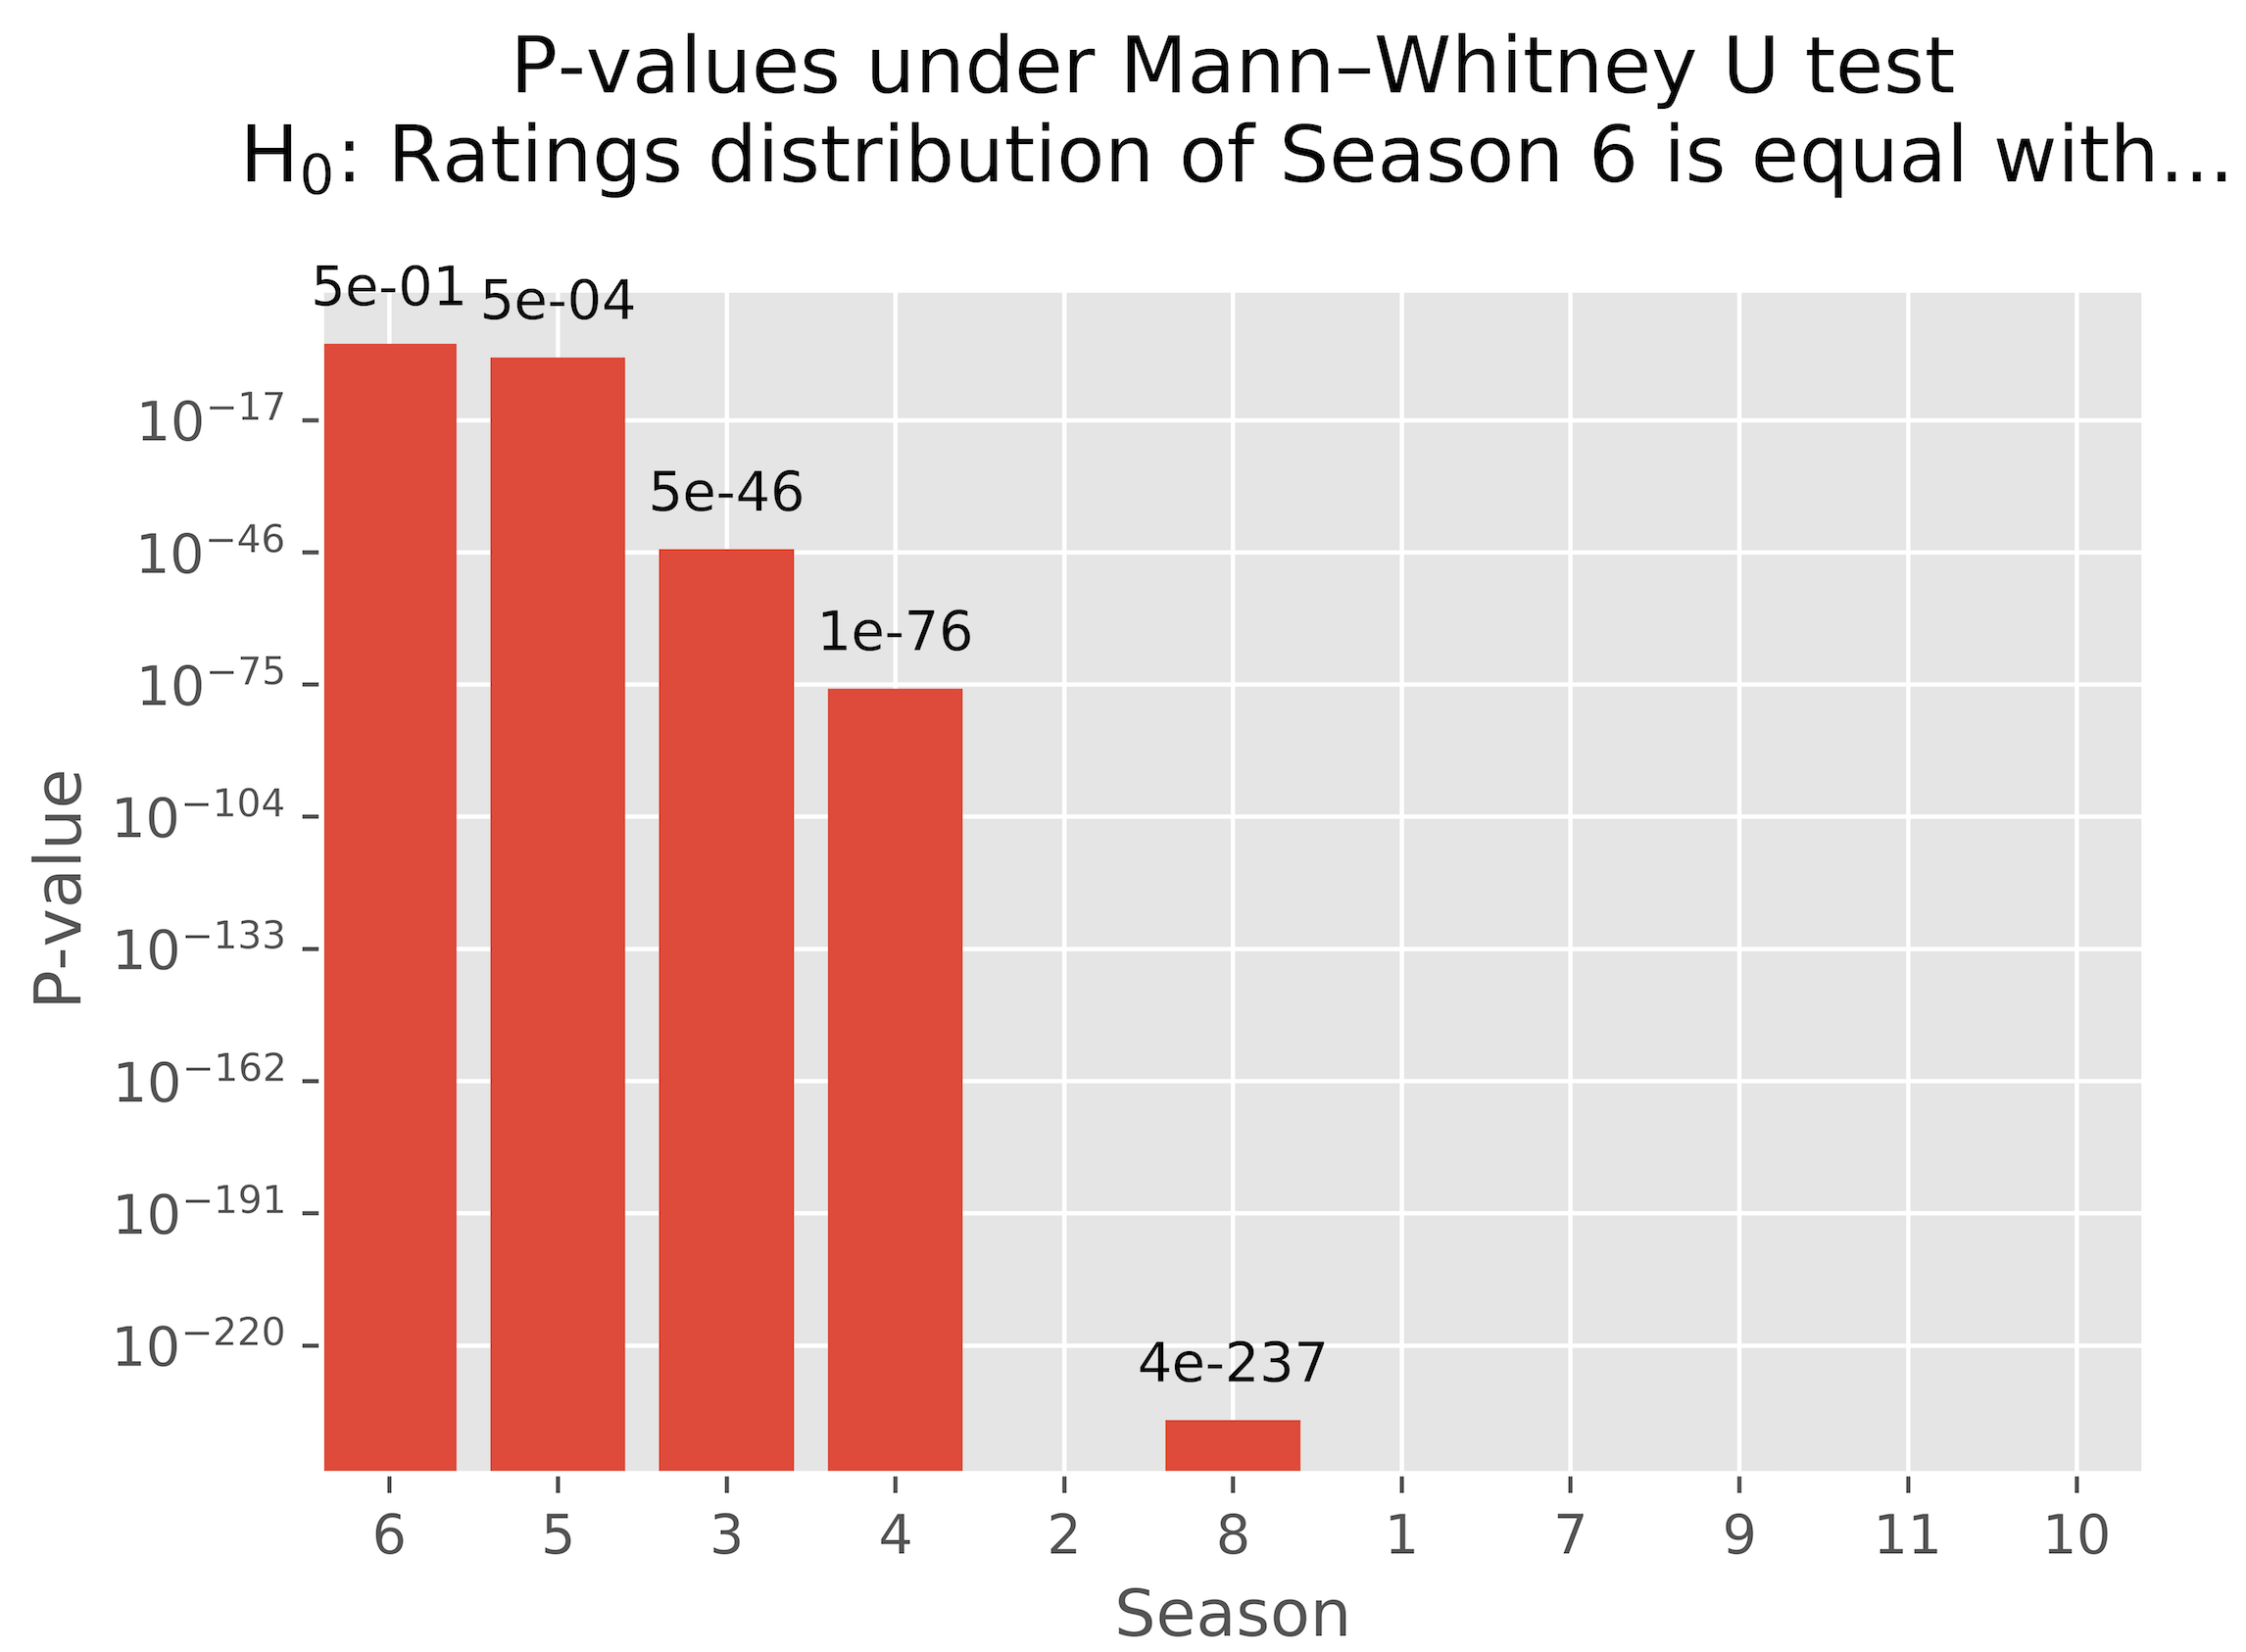 P-values under Mann–Whitney U test
H₀: Ratings distribution of Season 6 is equal with...
5e-01
5e-04
5e-46
1e-76
4e-237
10⁻¹⁷
10⁻⁴⁶
10⁻⁷⁵
10⁻¹⁰⁴
10⁻¹³³
10⁻¹⁶²
10⁻¹⁹¹
10⁻²²⁰
P-value
6 5 3 4 2 8 1 7 9 11 10
Season